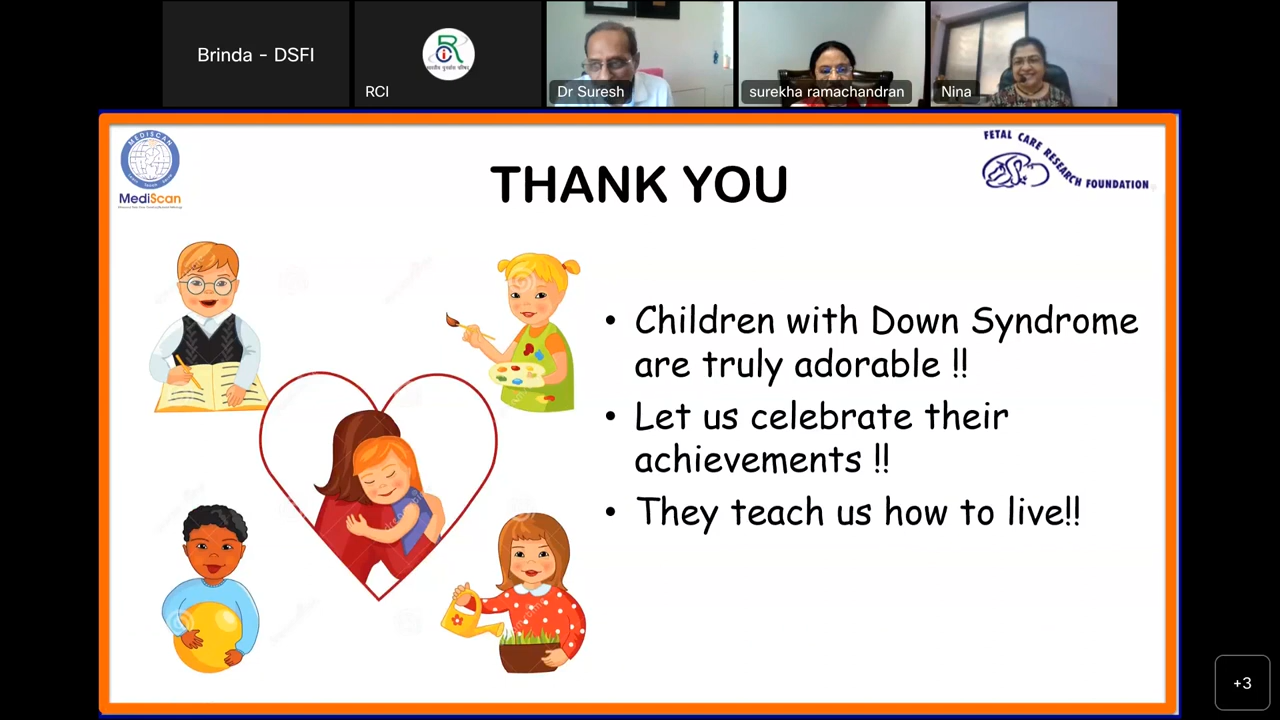 Brinda - DSFI
RCI
Dr Suresh
surekha ramachandran
Nina
MEDISCAN
MediScan
FETAL CARE RESEARCH FOUNDATION
THANK YOU
• Children with Down Syndrome
are truly adorable !!
• Let us celebrate their
achievements !!
• They teach us how to live!!
+3